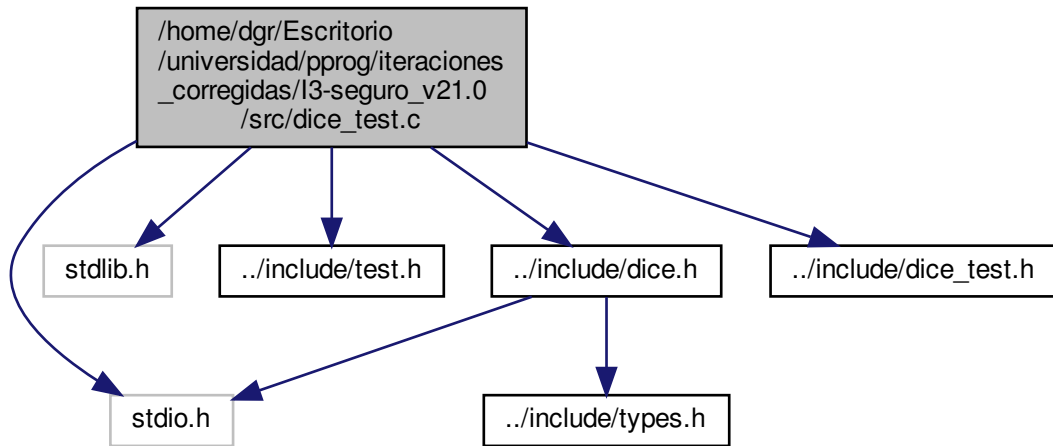 /home/dgr/Escritorio
/universidad/pprog/iteraciones
_corregidas/I3-seguro_v21.0
/src/dice_test.c
stdlib.h
../include/test.h
../include/dice.h
../include/dice_test.h
stdio.h
../include/types.h